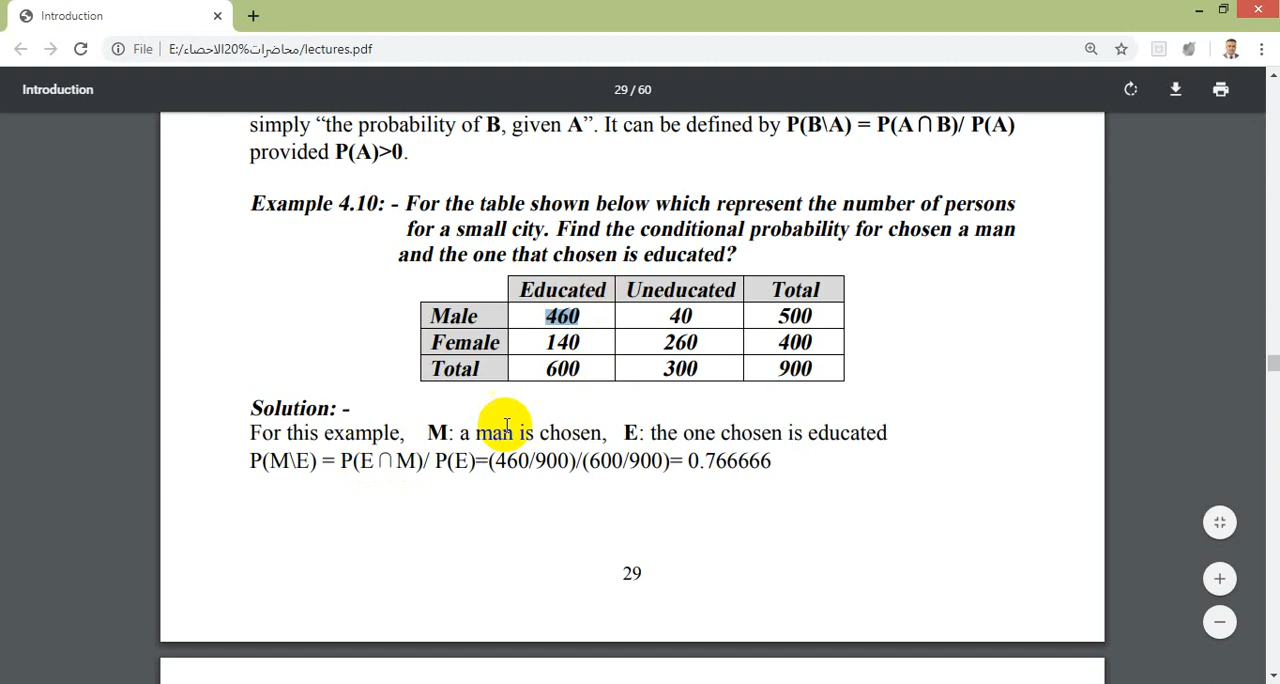 Introduction
File
E:/محاضرات%20الاحصاء/lectures.pdf
Introduction
29 / 60
simply “the probability of B, given A”. It can be defined by P(B\A) = P(A∩B)/ P(A)
provided P(A)>0.
Example 4.10: - For the table shown below which represent the number of persons
for a small city. Find the conditional probability for chosen a man
and the one that chosen is educated?
Educated Uneducated Total
Male 460 40 500
Female 140 260 400
Total 600 300 900
Solution: -
For this example, M: a man is chosen, E: the one chosen is educated
P(M\E) = P(E∩M)/ P(E)=(460/900)/(600/900)= 0.766666
29